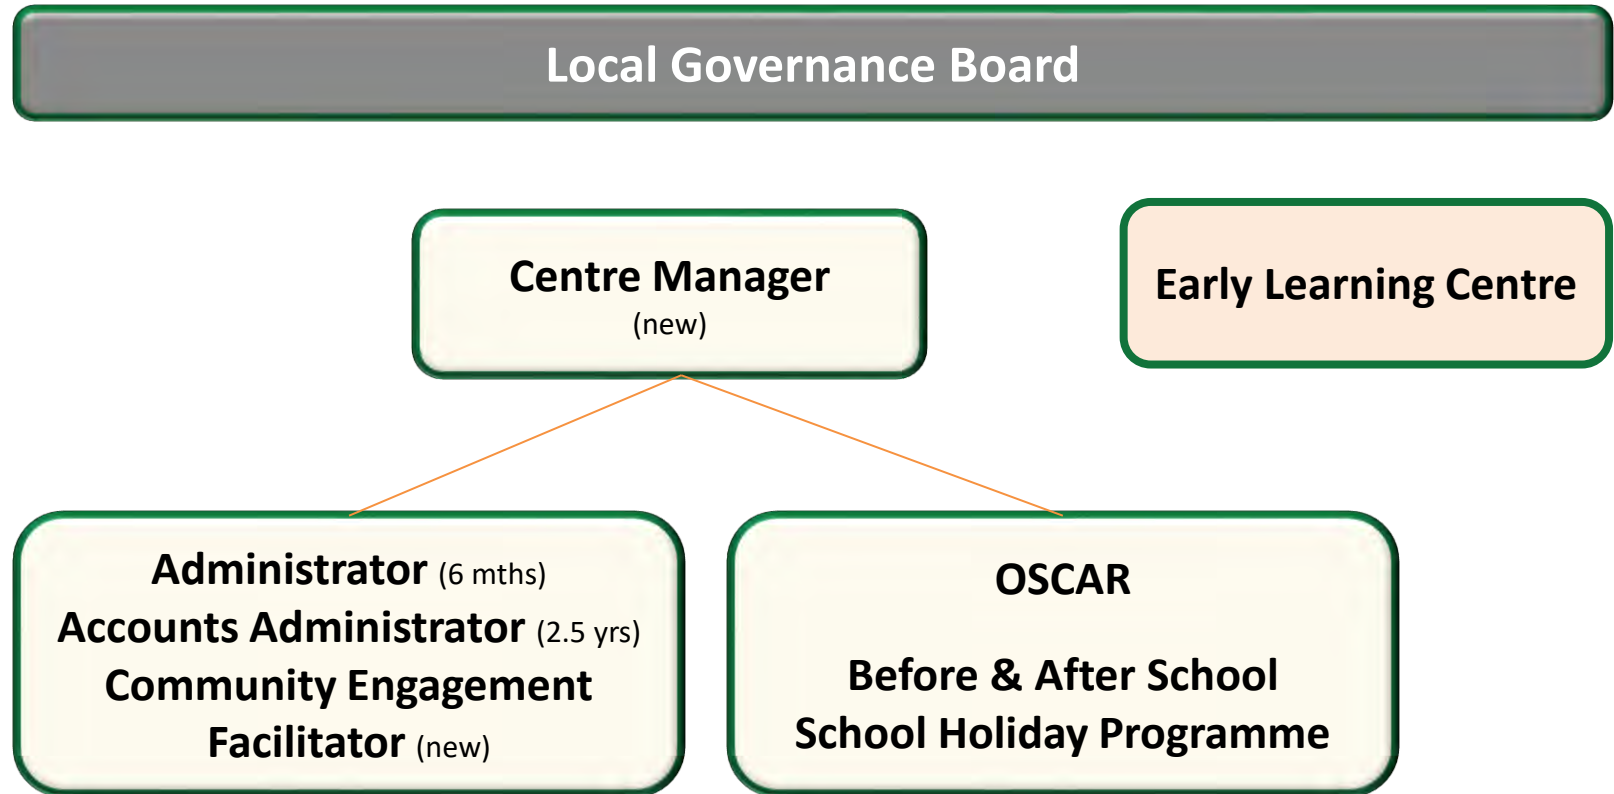 Local Governance Board
Centre Manager
(new)
Early Learning Centre
Administrator (6 mths)
Accounts Administrator (2.5 yrs)
Community Engagement
Facilitator (new)
OSCAR
Before & After School
School Holiday Programme